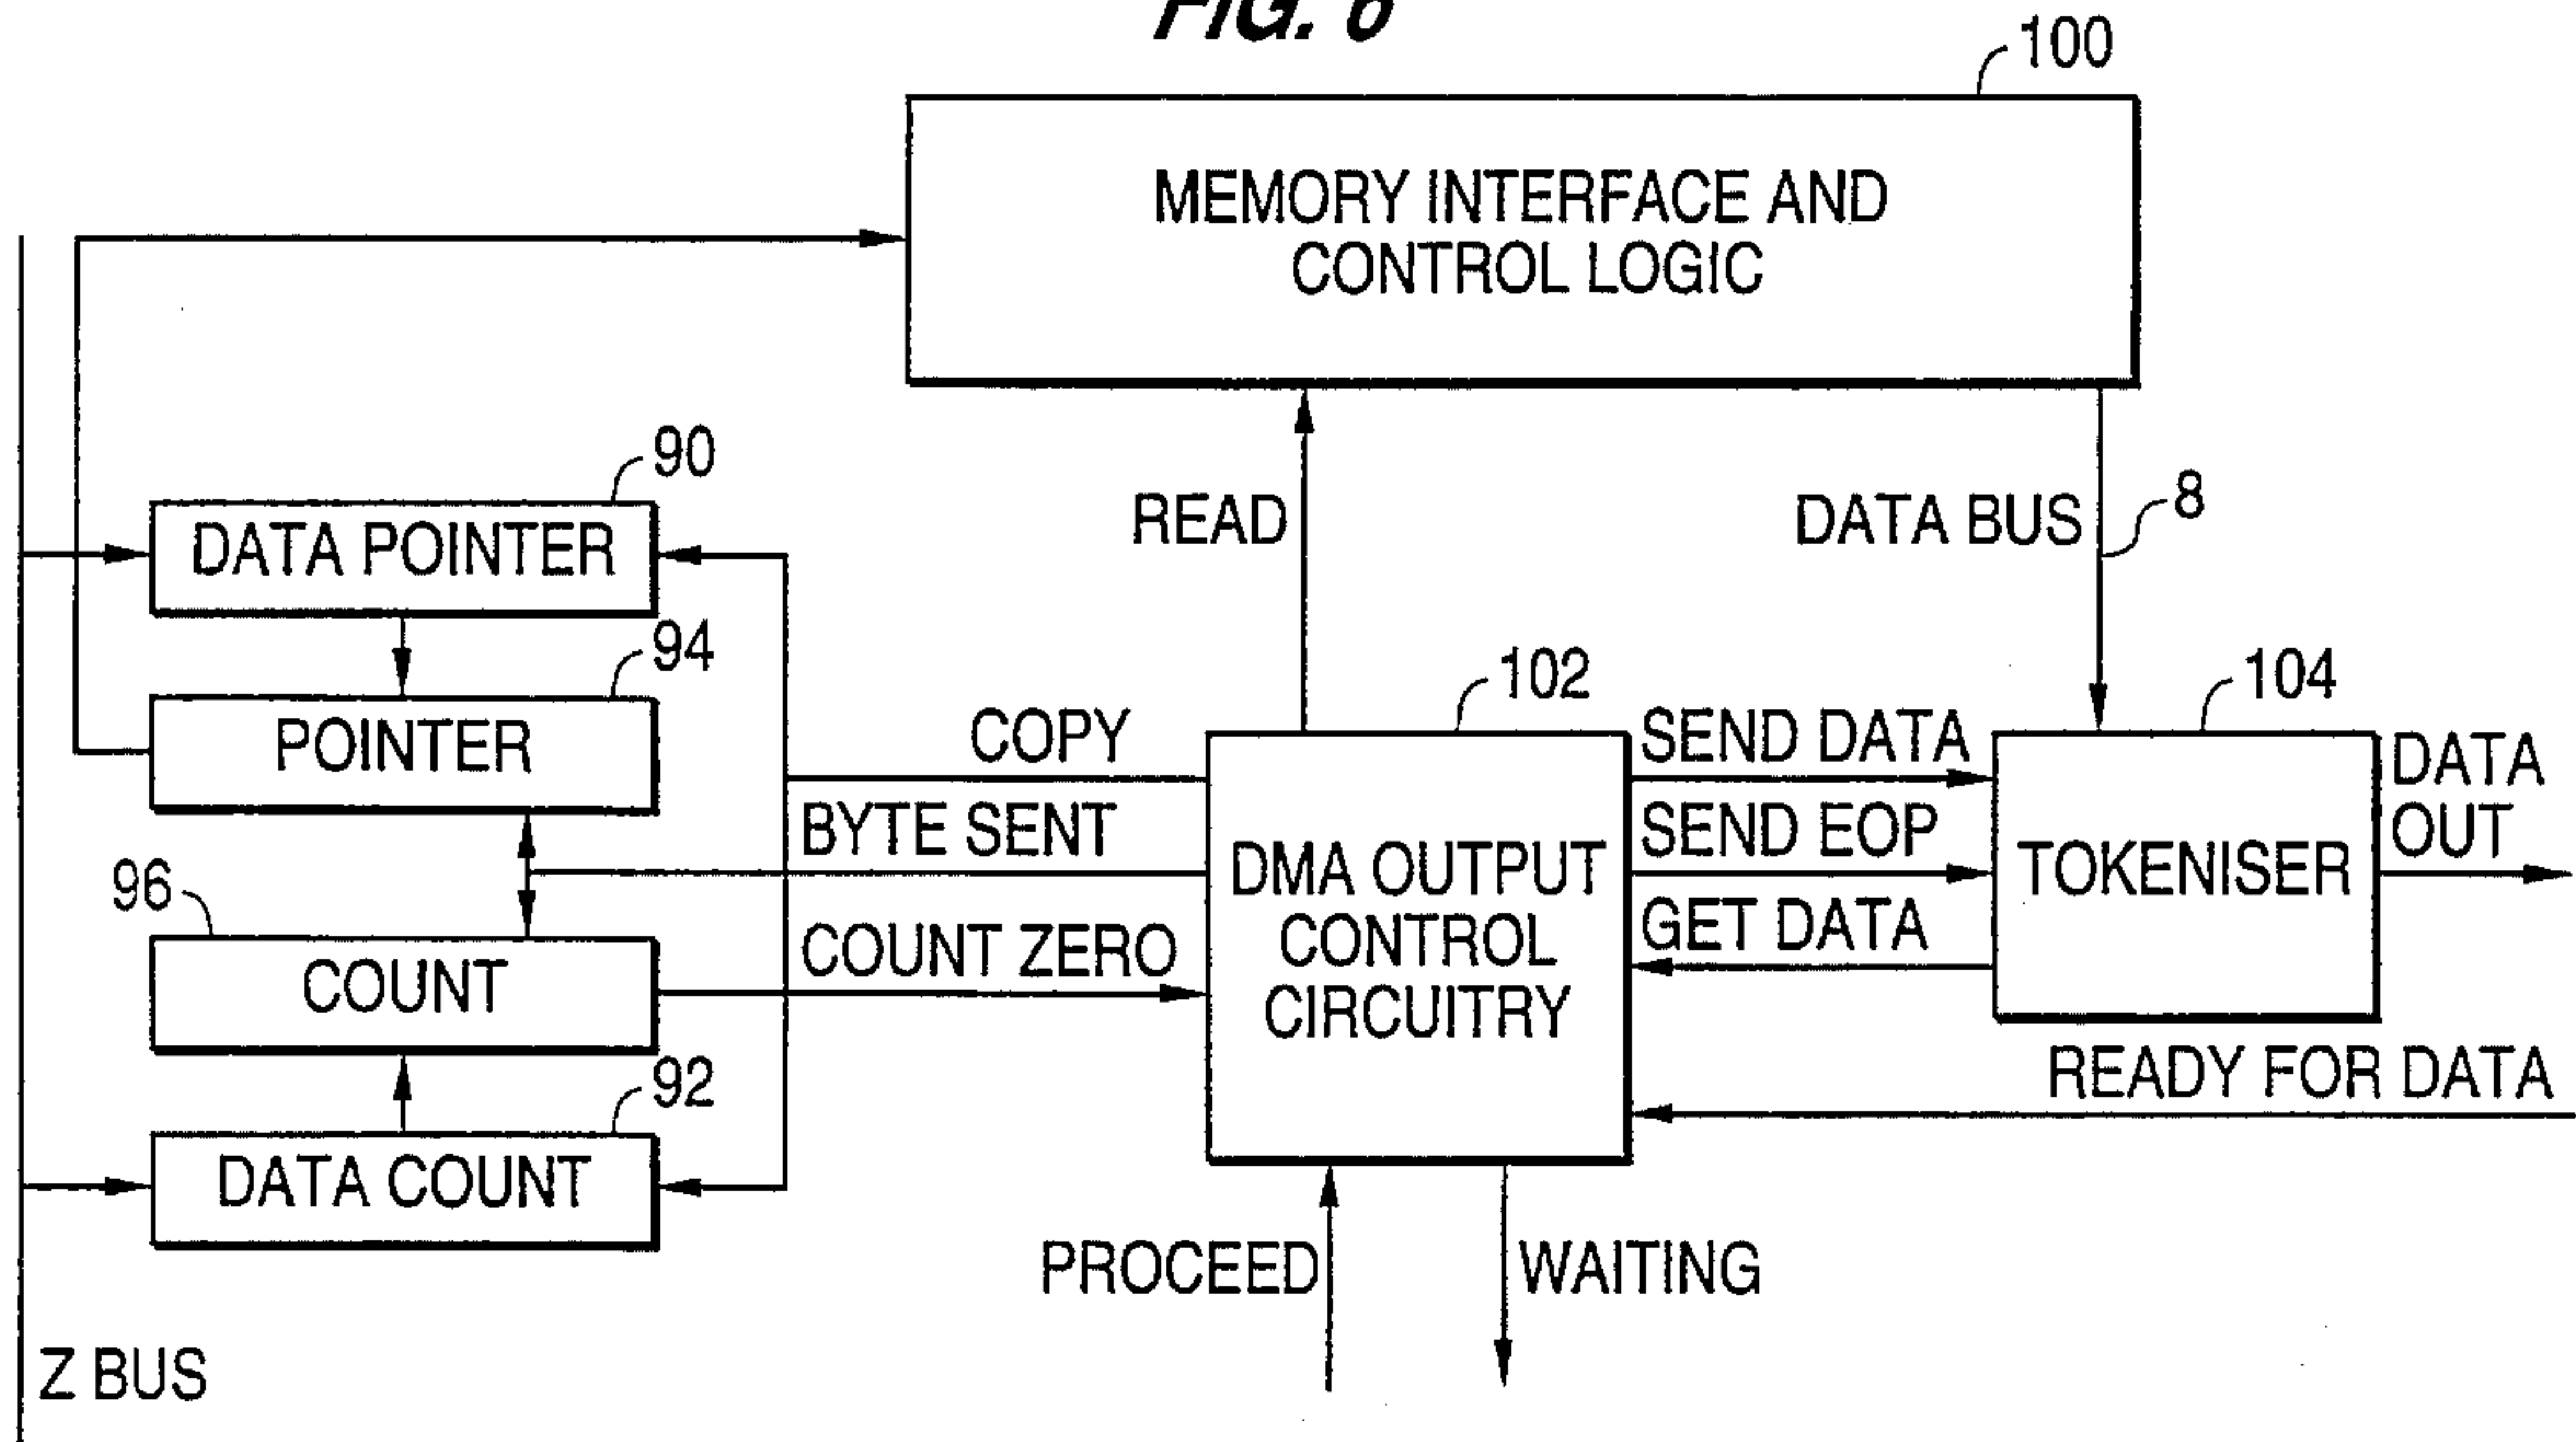 FIG. 6
100
MEMORY INTERFACE AND
CONTROL LOGIC
90
DATA POINTER
READ
DATA BUS
8
94
POINTER
102
104
COPY
SEND DATA
DATA
OUT
BYTE SENT
SEND EOP
DMA OUTPUT
CONTROL
CIRCUITRY
TOKENISER
96
COUNT
COUNT ZERO
GET DATA
READY FOR DATA
92
DATA COUNT
PROCEED
WAITING
Z BUS